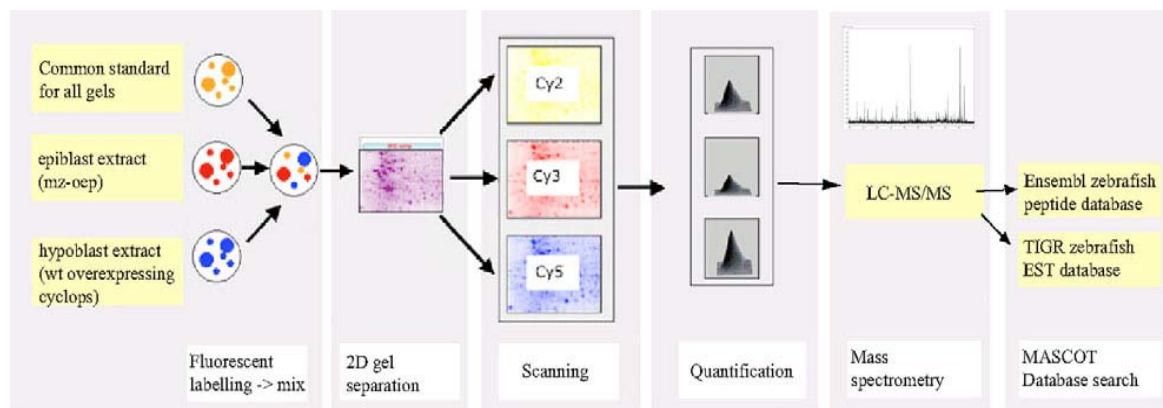 Common standard
for all gels
epiblast extract
(mz-oep)
hypoblast extract
(wt overexpressing
cyclops)
Cy2
Cy3
Cy5
LC-MS/MS
Ensembl zebrafish
peptide database
TIGR zebrafish
EST database
Fluorescent
labelling -> mix
2D gel
separation
Scanning
Quantification
Mass
spectrometry
MASCOT
Database search